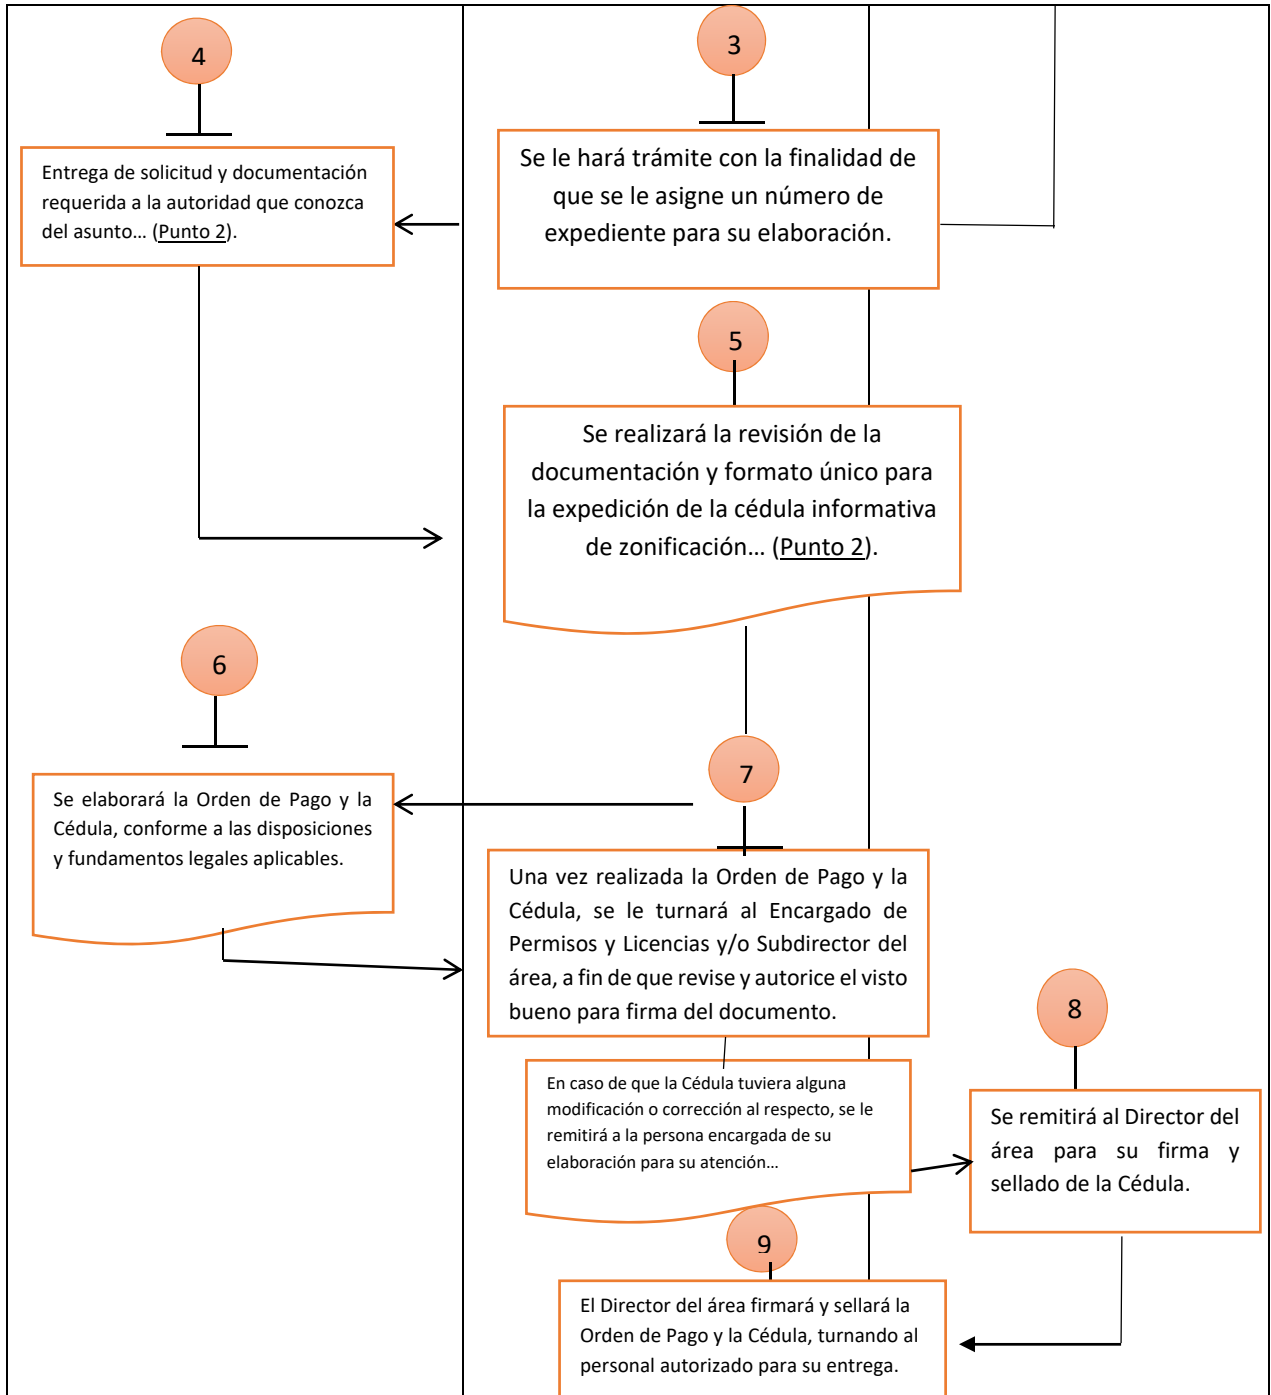 3
Se le hará trámite con la finalidad de
que se le asigne un número de
expediente para su elaboración.
4
Entrega de solicitud y documentación
requerida a la autoridad que conozca
del asunto... (Punto 2).
5
Se realizará la revisión de la
documentación y formato único para
la expedición de la cédula informativa
de zonificación... (Punto 2).
6
Se elaborará la Orden de Pago y la
Cédula, conforme a las disposiciones
y fundamentos legales aplicables.
7
Una vez realizada la Orden de Pago y la
Cédula, se le turnará al Encargado de
Permisos y Licencias y/o Subdirector del
área, a fin de que revise y autorice el visto
bueno para firma del documento.
En caso de que la Cédula tuviera alguna
modificación o corrección al respecto, se le
remitirá a la persona encargada de su
elaboración para su atención...
8
Se remitirá al Director del
área para su firma y
sellado de la Cédula.
9
El Director del área firmará y sellará la
Orden de Pago y la Cédula, turnando al
personal autorizado para su entrega.